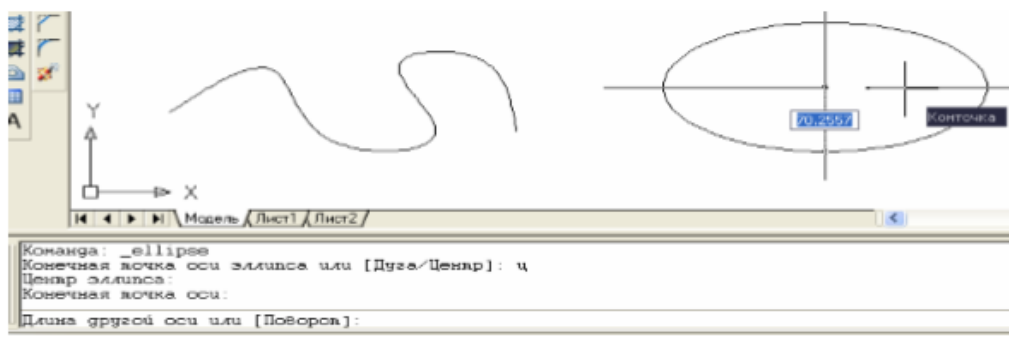 A
Y
X
70.2557
Конточка
Модель Лист1 Лист2
Команда: _ellipse
Конечная точка оси эллипса или [Дуга/Центр]: ц
Центр эллипса:
Конечная точка оси:
Длина другой оси или [Поворот]: